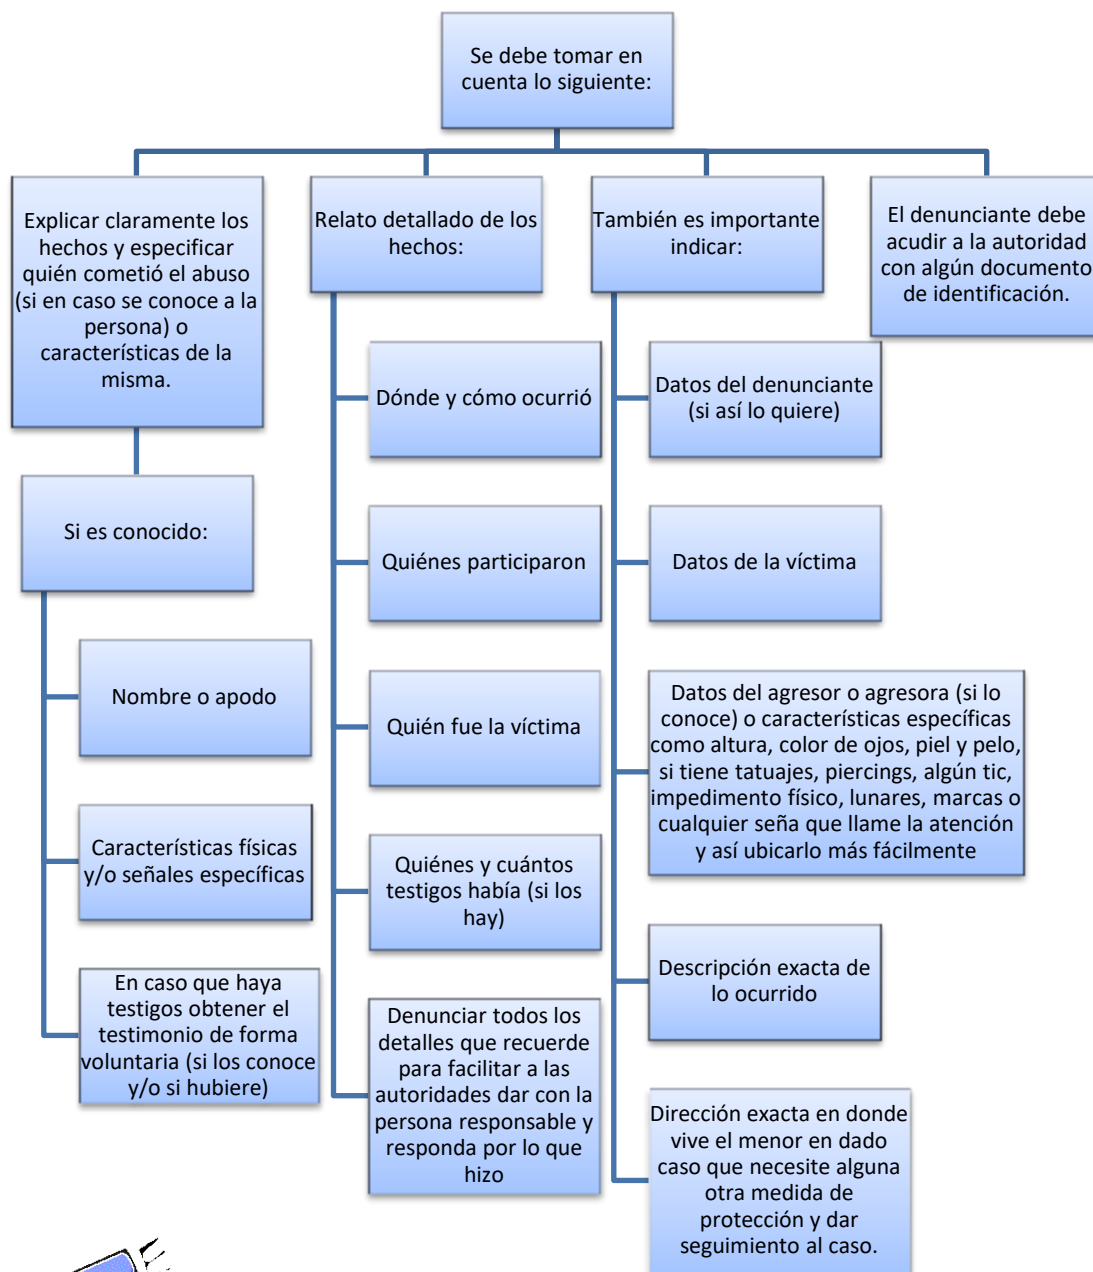 Se debe tomar en
cuenta lo siguiente:
Explicar claramente los
hechos y especificar
quién cometió el abuso
(si en caso se conoce a la
persona) o
características de la
misma.
Si es conocido:
Nombre o apodo
Características físicas
y/o señales específicas
En caso que haya
testigos obtener el
testimonio de forma
voluntaria (si los conoce
y/o si hubiere)
Relato detallado de los
hechos:
Dónde y cómo ocurrió
Quiénes participaron
Quién fue la víctima
Quiénes y cuántos
testigos había (si los
hay)
Denunciar todos los
detalles que recuerde
para facilitar a las
autoridades dar con la
persona responsable y
responda por lo que
hizo
También es importante
indicar:
Datos del denunciante
(si así lo quiere)
Datos de la víctima
Datos del agresor o agresora (si lo
conoce) o características específicas
como altura, color de ojos, piel y pelo,
si tiene tatuajes, piercings, algún tic,
impedimento físico, lunares, marcas o
cualquier seña que llame la atención
y así ubicarlo más fácilmente
Descripción exacta de
lo ocurrido
Dirección exacta en donde
vive el menor en dado
caso que necesite alguna
otra medida de
protección y dar
seguimiento al caso.
El denunciante debe
acudir a la autoridad
con algún documento
de identificación.